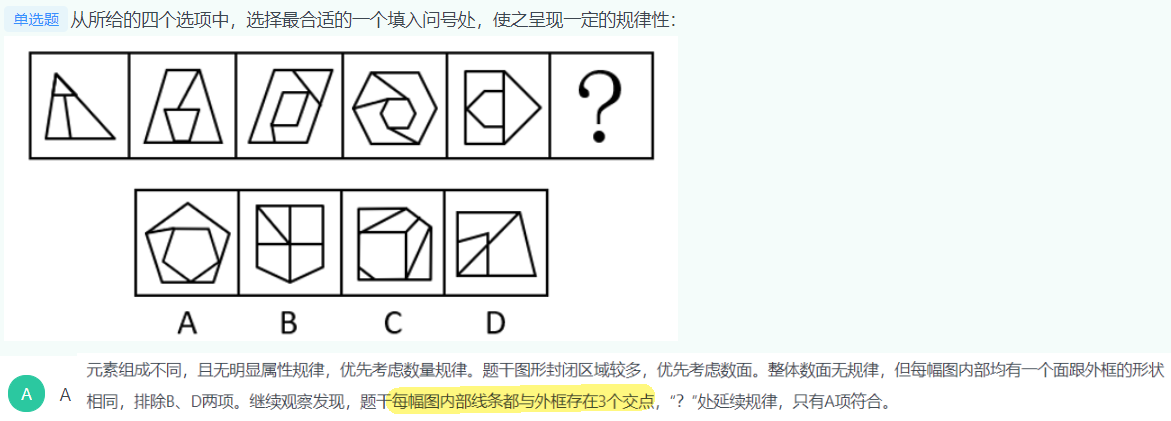 单选题 从所给的四个选项中，选择最合适的一个填入问号处，使之呈现一定的规律性：
?
A B C D
元素组成不同，且无明显属性规律，优先考虑数量规律。题干图形封闭区域较多，优先考虑数面。整体数面无规律，但每幅图内部均有一个面跟外框的形状
A A 相同，排除B、D两项。继续观察发现，题干每幅图内部线条都与外框存在3个交点，“？“处延续规律，只有A项符合。